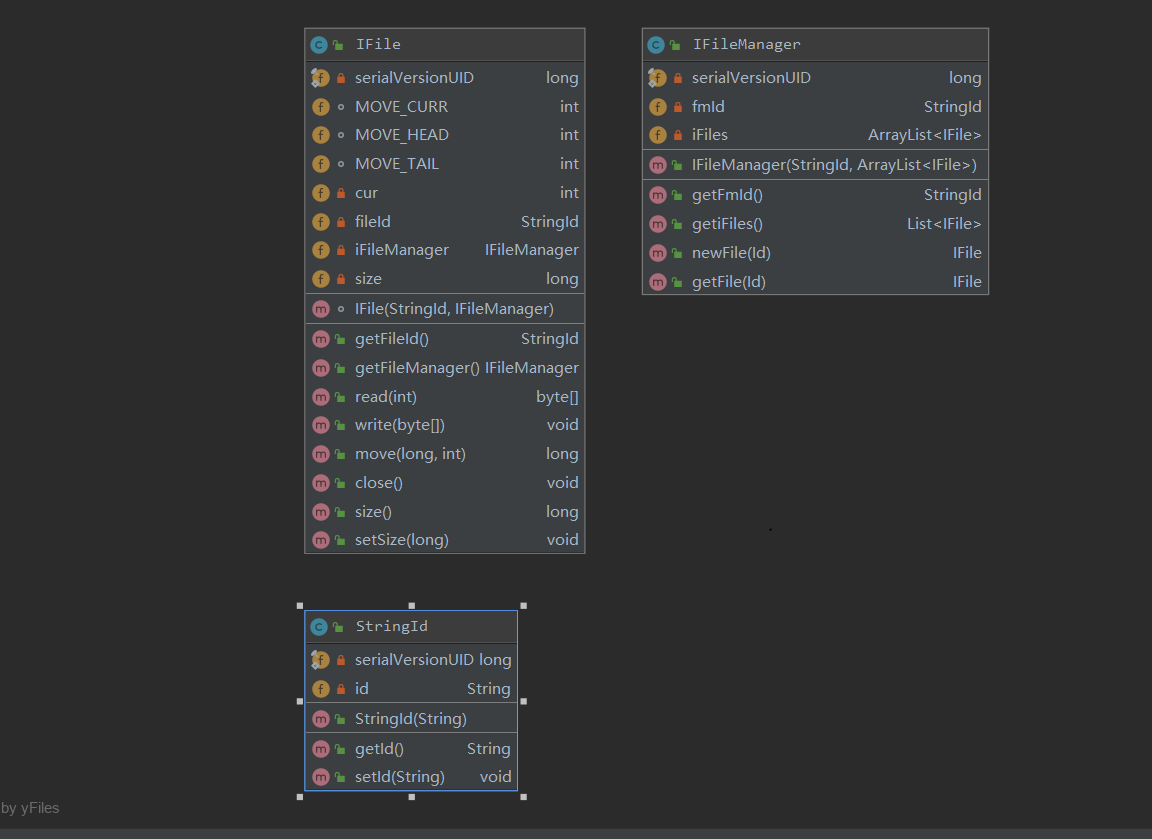 IFile
serialVersionUID long
MOVE_CURR int
MOVE_HEAD int
MOVE_TAIL int
cur int
fileId StringId
iFileManager IFileManager
size long
IFile(StringId, IFileManager)
getFileId() StringId
getFileManager() IFileManager
read(int) byte[]
write(byte[]) void
move(long, int) long
close() void
size() long
setSize(long) void
IFileManager
serialVersionUID long
fmId StringId
iFiles ArrayList<IFile>
IFileManager(StringId, ArrayList<IFile>)
getFmId() StringId
getiFiles() List<IFile>
newFile(Id) IFile
getFile(Id) IFile
StringId
serialVersionUID long
id String
StringId(String)
getId() String
setId(String) void
by yFiles